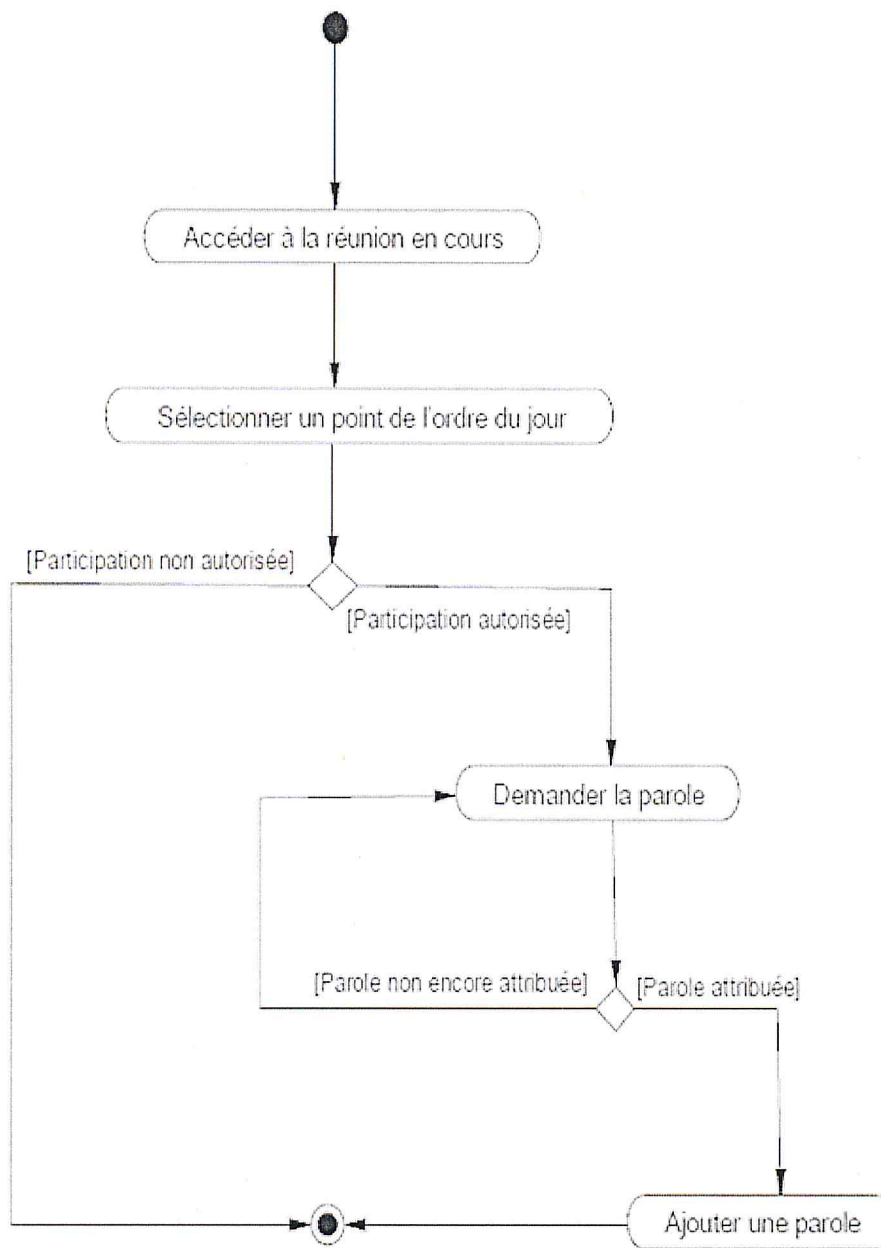 Accéder à la réunion en cours
Sélectionner un point de l'ordre du jour
[Participation non autorisée]
[Participation autorisée]
Demander la parole
[Parole non encore attribuée]
[Parole attribuée]
Ajouter une parole